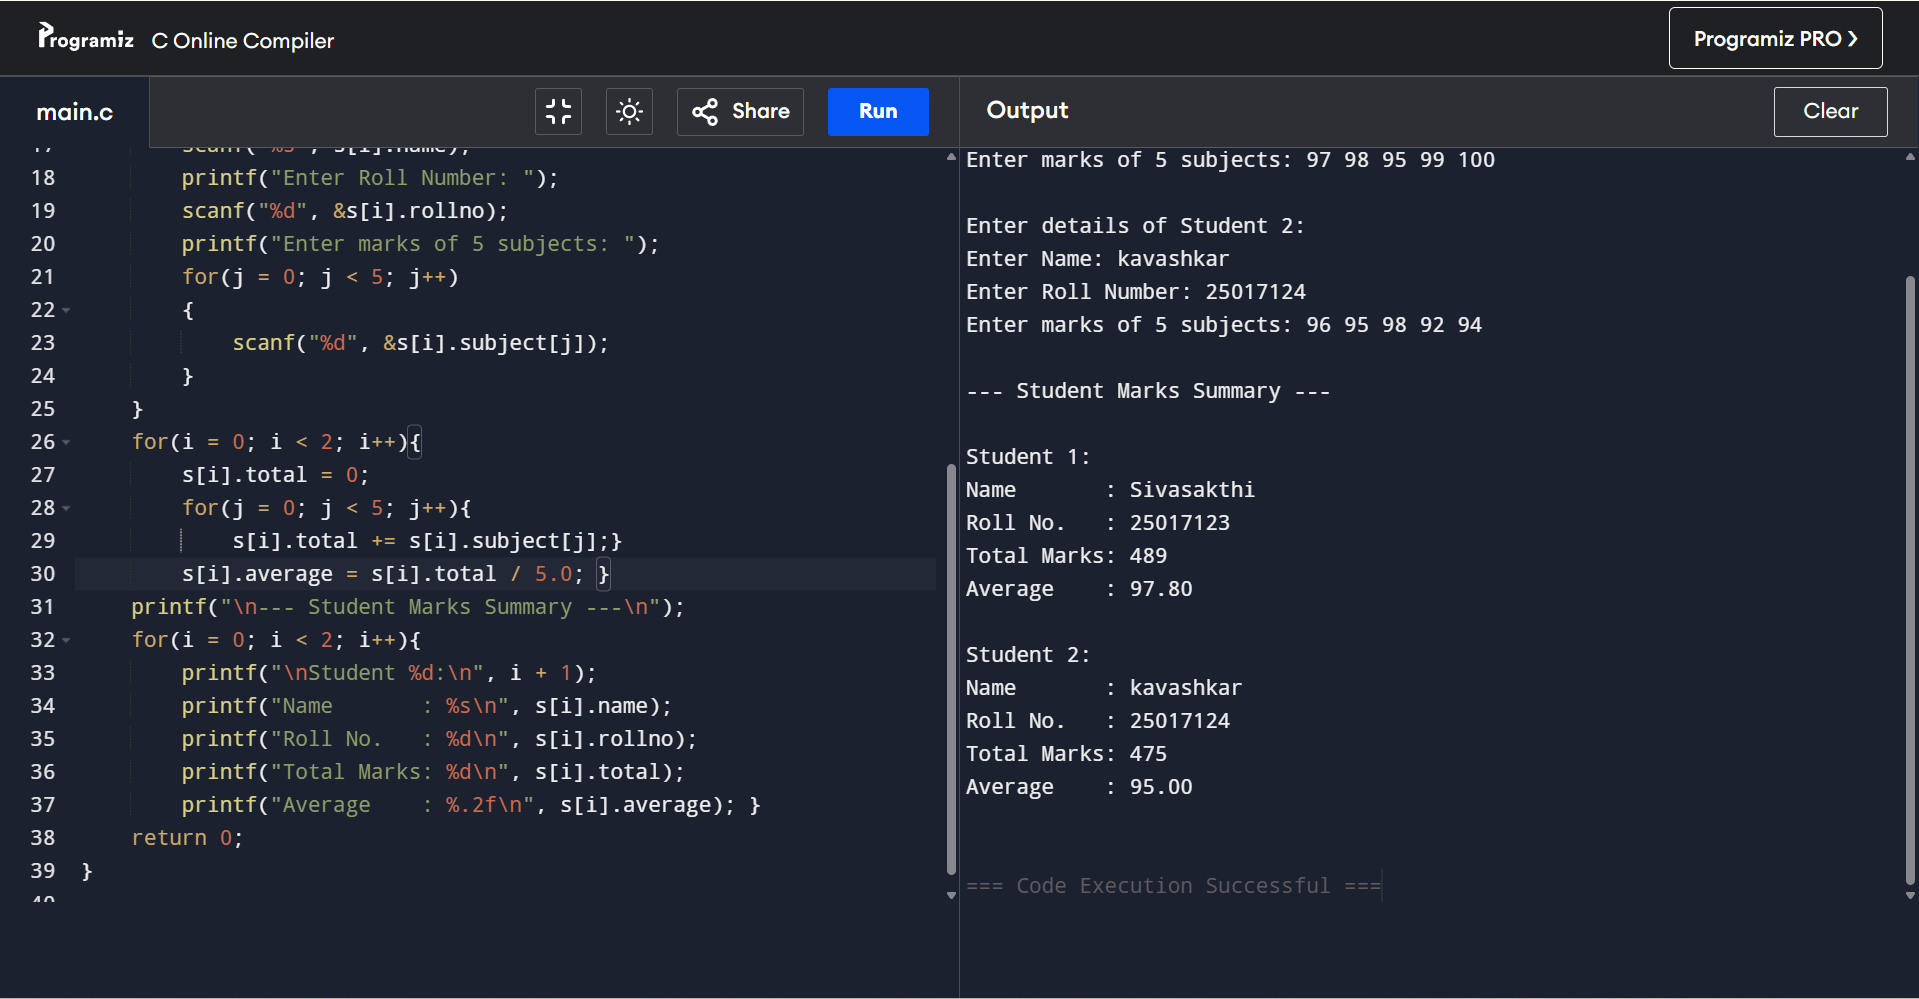 Programiz C Online Compiler
Programiz PRO
main.c
Share
Run
Output
Clear
17 scanf("%s", s[i].name);
18 printf("Enter Roll Number: ");
19 scanf("%d", &s[i].rollno);
20 printf("Enter marks of 5 subjects: ");
21 for(j = 0; j < 5; j++)
22 {
23 scanf("%d", &s[i].subject[j]);
24 }
25 }
26 for(i = 0; i < 2; i++){
27 s[i].total = 0;
28 for(j = 0; j < 5; j++){
29 s[i].total += s[i].subject[j];}
30 s[i].average = s[i].total / 5.0; }
31 printf("\n--- Student Marks Summary ---\n");
32 for(i = 0; i < 2; i++){
33 printf("\nStudent %d:\n", i + 1);
34 printf("Name       : %s\n", s[i].name);
35 printf("Roll No.   : %d\n", s[i].rollno);
36 printf("Total Marks: %d\n", s[i].total);
37 printf("Average    : %.2f\n", s[i].average); }
38 return 0;
39 }
40
Enter marks of 5 subjects: 97 98 95 99 100
Enter details of Student 2:
Enter Name: kavashkar
Enter Roll Number: 25017124
Enter marks of 5 subjects: 96 95 98 92 94
--- Student Marks Summary ---
Student 1:
Name       : Sivasakthi
Roll No.   : 25017123
Total Marks: 489
Average    : 97.80
Student 2:
Name       : kavashkar
Roll No.   : 25017124
Total Marks: 475
Average    : 95.00
=== Code Execution Successful ===